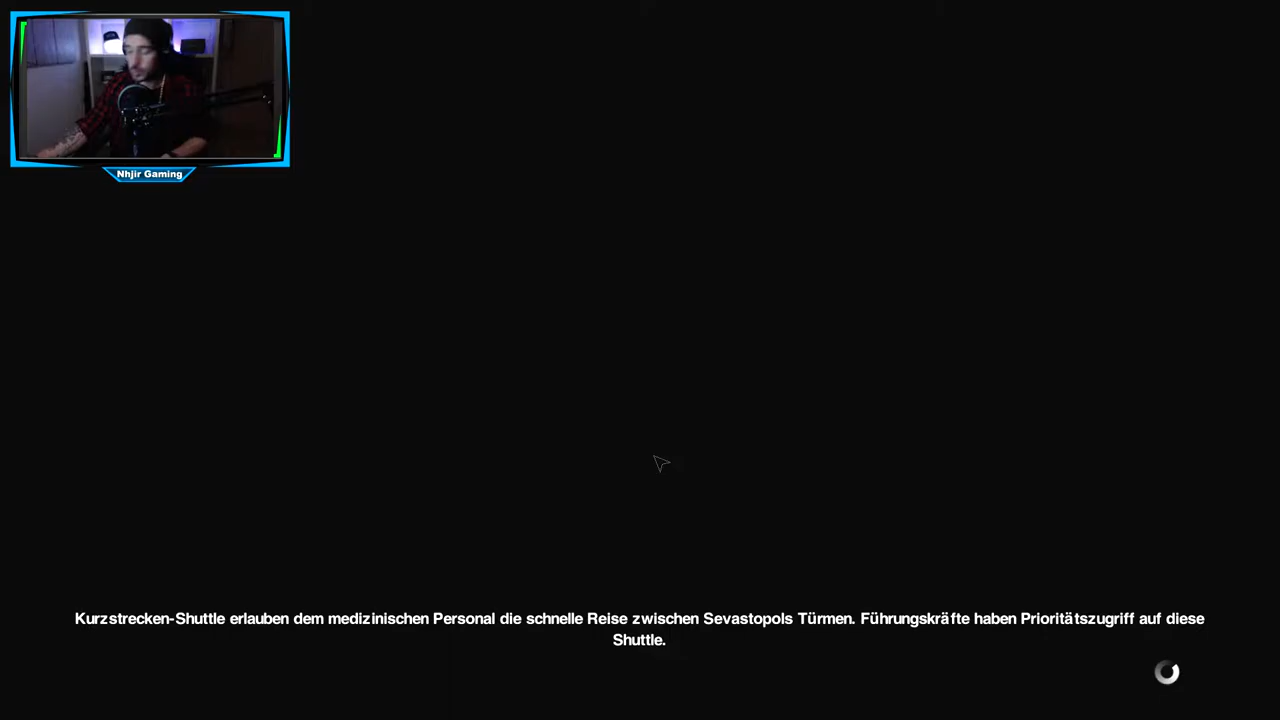 Nhjir Gaming
Kurzstrecken-Shuttle erlauben dem medizinischen Personal die schnelle Reise zwischen Sevastopols Türmen. Führungskräfte haben Prioritätszugriff auf diese
Shuttle.